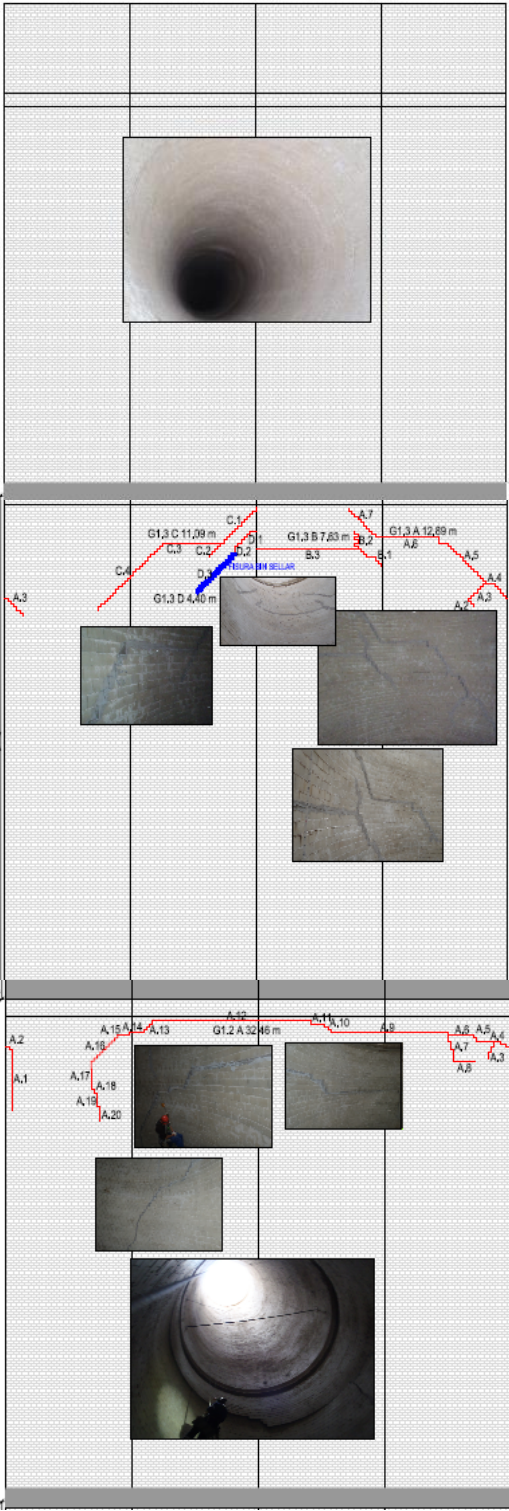 C.1
A.7
G1,3 C 11,09 m
C.3
C.2
D.1
D.2
G1,3 B 7,63 m
B.2
B.3
B.1
G1,3 A 12,69 m
A.6
A.5
C.4
D.3
FISURA SIN SELLAR
G1,3 D 4,40 m
A.4
A.3
A.2
A.3
A.12
A.11
A.10
A.15
A.14
A.13
G1.2 A 32,46 m
A.9
A.6
A.5
A.4
A.2
A.16
A.7
A.3
A.8
A.1
A.17
A.18
A.19
A.20